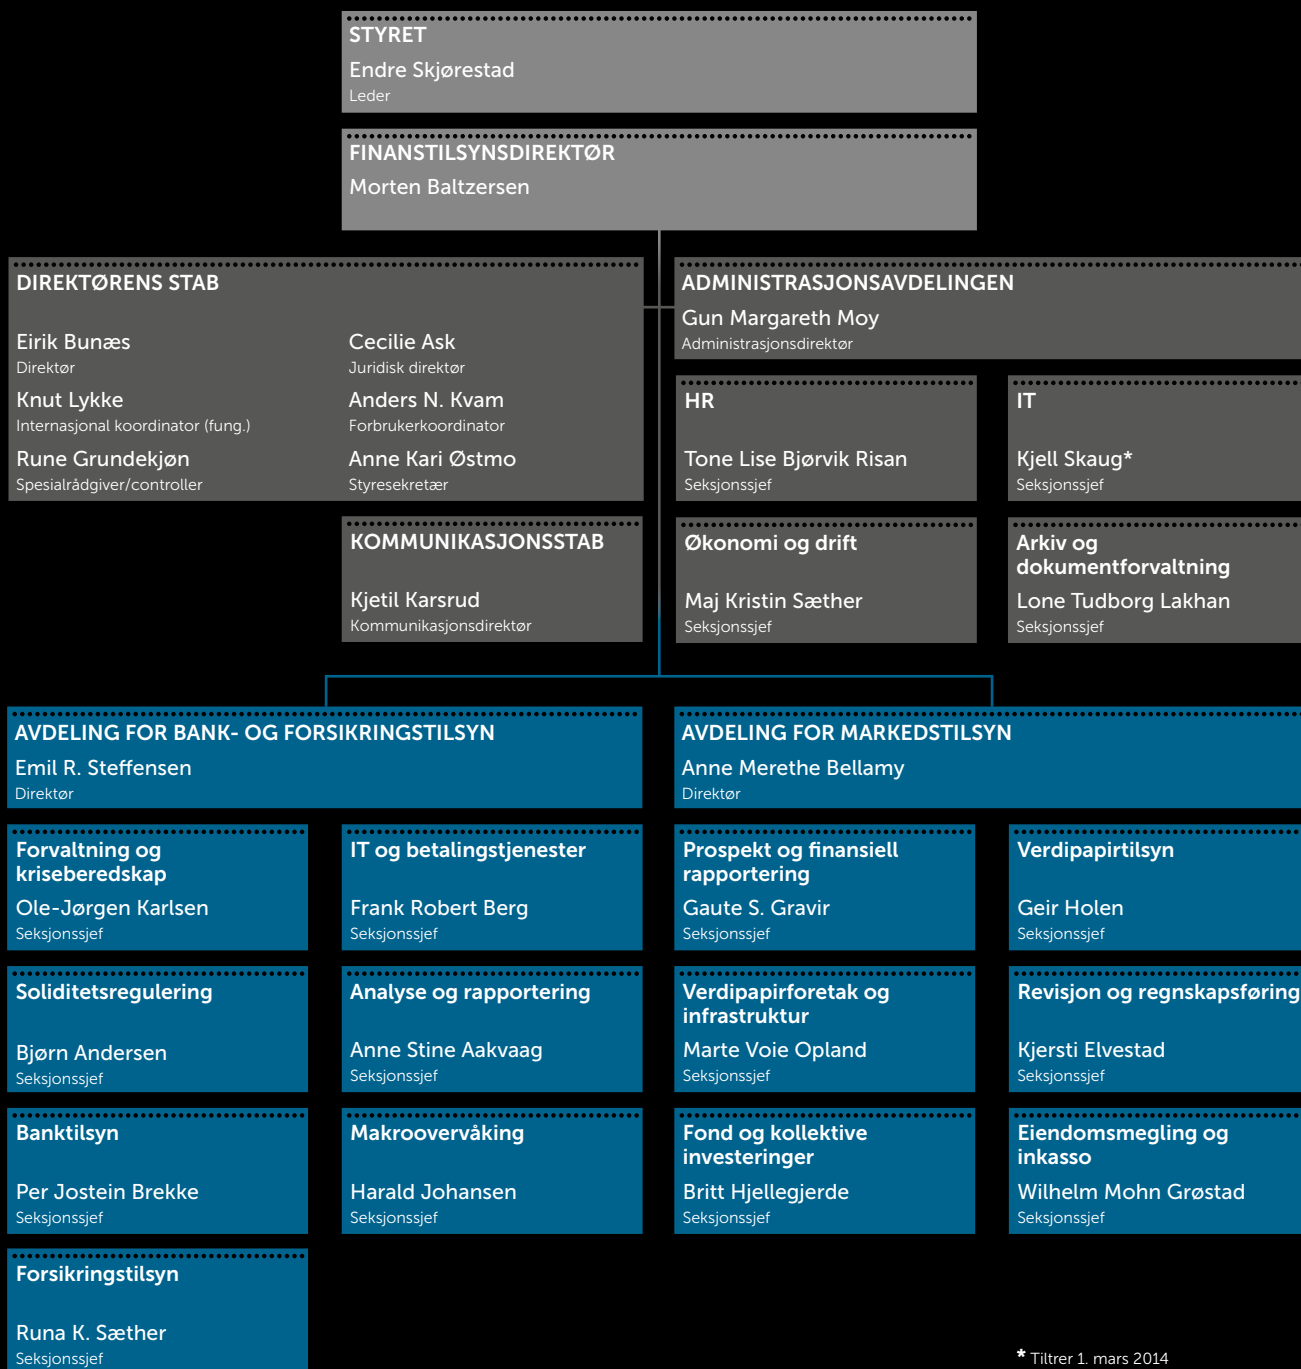 STYRET
Endre Skjørestad
Leder
FINANSTILSYNSDIREKTØR
Morten Baltzersen
DIREKTØRENS STAB
Eirik Bunæs
Direktør
Knut Lykke
Internasjonal koordinator (fung.)
Rune Grundekjøn
Spesialrådgiver/controller
Cecilie Ask
Juridisk direktør
Anders N. Kvam
Forbrukerkoordinator
Anne Kari Østmo
Styresekretær
KOMMUNIKASJONSSTAB
Kjetil Karsrud
Kommunikasjonsdirektør
ADMINISTRASJONSAVDELINGEN
Gun Margareth Moy
Administrasjonsdirektør
HR
Tone Lise Bjørvik Risan
Seksjonssjef
IT
Kjell Skaug*
Seksjonssjef
Økonomi og drift
Maj Kristin Sæther
Seksjonssjef
Arkiv og
dokumentforvaltning
Lone Tudborg Lakhan
Seksjonssjef
AVDELING FOR BANK- OG FORSIKRINGSTILSYN
Emil R. Steffensen
Direktør
Forvaltning og
kriseberedskap
Ole-Jørgen Karlsen
Seksjonssjef
IT og betalingstjenester
Frank Robert Berg
Seksjonssjef
Soliditetsregulering
Bjørn Andersen
Seksjonssjef
Analyse og rapportering
Anne Stine Aakvaag
Seksjonssjef
Banktilsyn
Per Jostein Brekke
Seksjonssjef
Makroovervåking
Harald Johansen
Seksjonssjef
Forsikringstilsyn
Runa K. Sæther
Seksjonssjef
AVDELING FOR MARKEDSTILSYN
Anne Merethe Bellamy
Direktør
Prospekt og finansiell
rapportering
Gaute S. Gravir
Seksjonssjef
Verdipapirtilsyn
Geir Holen
Seksjonssjef
Verdipapirforetak og
infrastruktur
Marte Voie Opland
Seksjonssjef
Revisjon og regnskapsføring
Kjersti Elvestad
Seksjonssjef
Fond og kollektive
investeringer
Britt Hjellegjerde
Seksjonssjef
Eiendomsmegling og
inkasso
Wilhelm Mohn Grøstad
Seksjonssjef
* Tiltrer 1. mars 2014